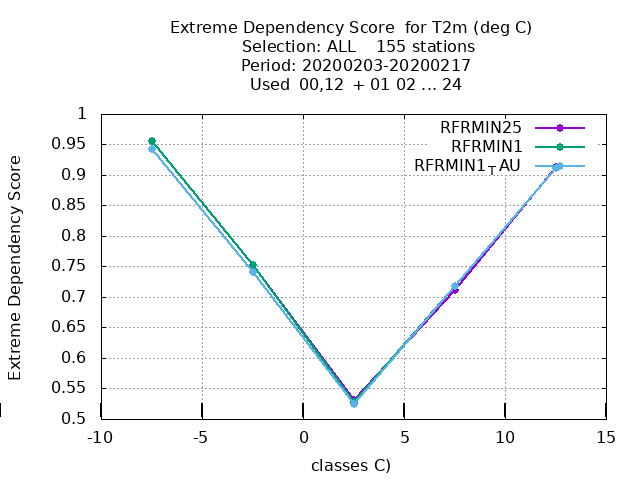 Extreme Dependency Score  for T2m (deg C)
Selection: ALL    155 stations
Period: 20200203-20200217
Used  00,12  + 01 02 ... 24
Extreme Dependency Score
1
0.95
0.9
0.85
0.8
0.75
0.7
0.65
0.6
0.55
0.5
RFRMIN25
RFRMIN1
RFRMIN1TAU
-10 -5 0 5 10 15
classes C)